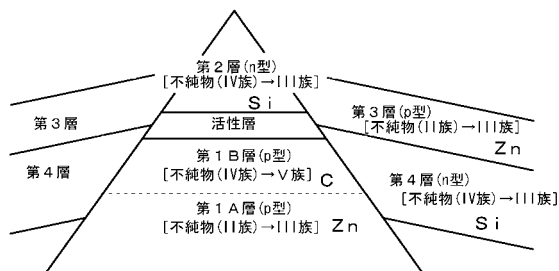 第2層(n型)
[不純物(IV族)→III族]
Si
活性層
第3層
第4層
第1B層(p型)
[不純物(IV族)→V族]
C
第1A層(p型)
[不純物(II族)→III族]
Zn
第3層(p型)
[不純物(II族)→III族]
Zn
第4層(n型)
[不純物(IV族)→III族]
Si